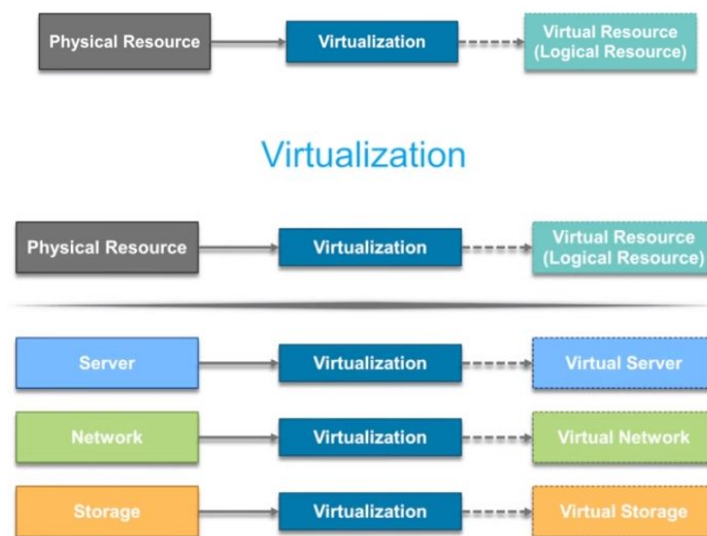 Physical Resource
Virtualization
Virtual Resource
(Logical Resource)
Virtualization
Physical Resource
Virtualization
Virtual Resource
(Logical Resource)
Server
Virtualization
Virtual Server
Network
Virtualization
Virtual Network
Storage
Virtualization
Virtual Storage